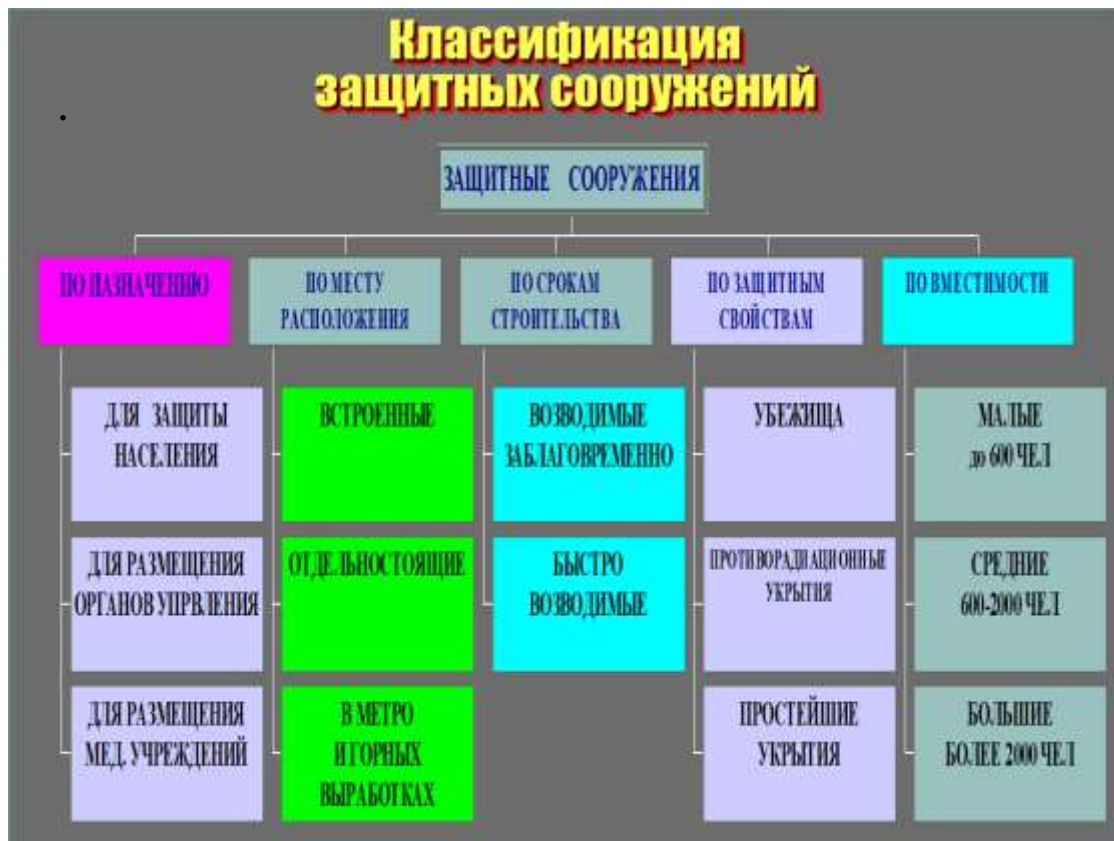 Классификация
защитных сооружений
.
ЗАЩИТНЫЕ СООРУЖЕНИЯ
ПО НАЗНАЧЕНИЮ
ПО МЕСТУ
РАСПОЛОЖЕНИЯ
ПО СРОКАМ
СТРОИТЕЛЬСТВА
ПО ЗАЩИТНЫМ
СВОЙСТВАМ
ПО ВМЕСТИМОСТИ
ДЛЯ ЗАЩИТЫ
НАСЕЛЕНИЯ
ДЛЯ РАЗМЕЩЕНИЯ
ОРГАНОВ УПРВЛЕНИЯ
ДЛЯ РАЗМЕЩЕНИЯ
МЕД. УЧРЕЖДЕНИЙ
ВСТРОЕННЫЕ
ОТДЕЛЬНОСТОЯЩИЕ
В МЕТРО
И ГОРНЫХ
ВЫРАБОТКАХ
ВОЗВОДИМЫЕ
ЗАБЛАГОВРЕМЕННО
БЫСТРО
ВОЗВОДИМЫЕ
УБЕЖИЩА
ПРОТИВОРАДИАЦИОННЫЕ
УКРЫТИЯ
ПРОСТЕЙШИЕ
УКРЫТИЯ
МАЛЫЕ
до 600 ЧЕЛ
СРЕДНИЕ
600-2000 ЧЕЛ
БОЛЬШИЕ
БОЛЕЕ 2000 ЧЕЛ